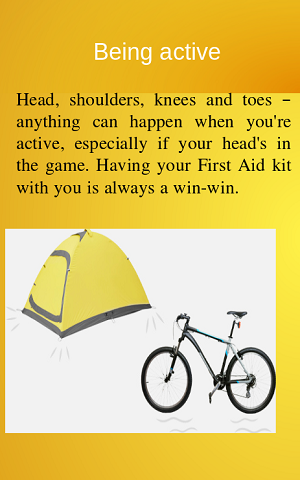 Being active
Head, shoulders, knees and toes –
anything can happen when you're
active, especially if your head's in
the game. Having your First Aid kit
with you is always a win-win.